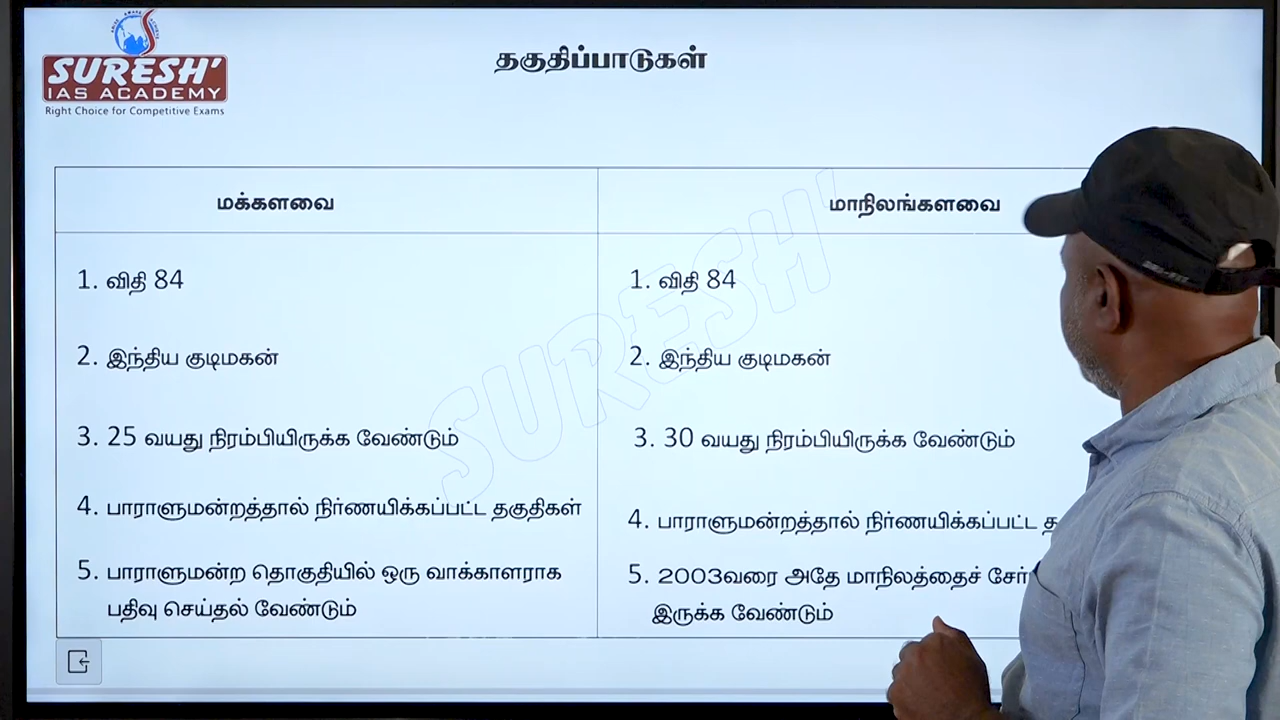 SURESH'
IAS ACADEMY
Right Choice for Competitive Exams
தகுதிப்பாடுகள்
மக்களவை
மாநிலங்களவை
1. விதி 84
2. இந்திய குடிமகன்
3. 25 வயது நிரம்பியிருக்க வேண்டும்
4. பாராளுமன்றத்தால் நிர்ணயிக்கப்பட்ட தகுதிகள்
5. பாராளுமன்ற தொகுதியில் ஒரு வாக்காளராக
பதிவு செய்தல் வேண்டும்
1. விதி 84
2. இந்திய குடிமகன்
3. 30 வயது நிரம்பியிருக்க வேண்டும்
4. பாராளுமன்றத்தால் நிர்ணயிக்கப்பட்ட
5. 2003வரை அதே மாநிலத்தைச்
இருக்க வேண்டும்
SURESH'